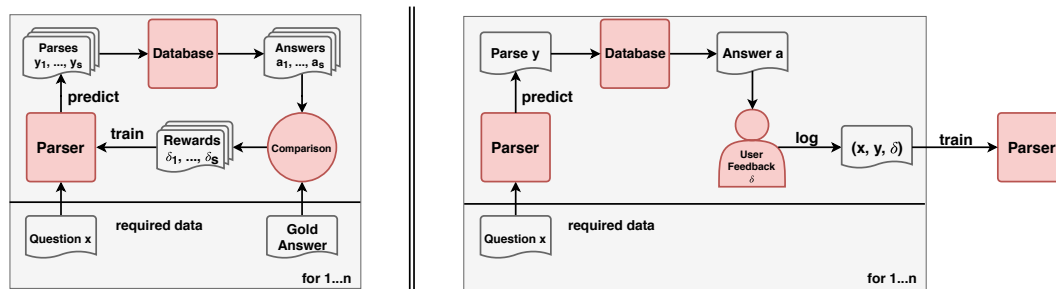 Parses
y1, ..., ys
Database
Answers
a1, ..., as
predict
Parser
train
Rewards
δ1, ..., δs
Comparison
required data
Question x
Gold
Answer
for 1...n
Parse y
Database
Answer a
predict
Parser
User
Feedback
δ
log
(x, y, δ)
train
Parser
required data
Question x
for 1...n